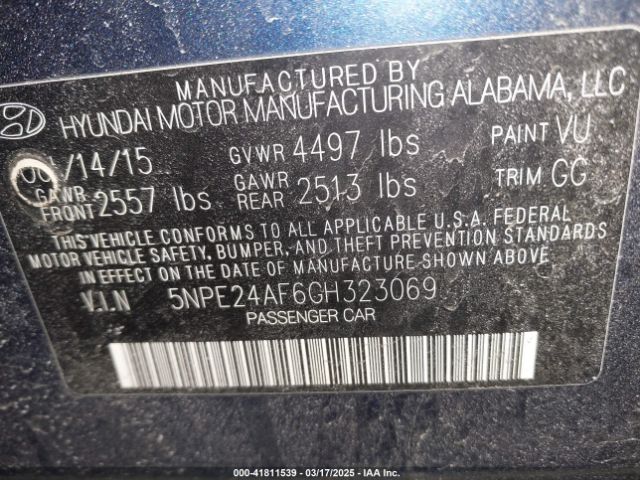 MANUFACTURED BY
HYUNDAI MOTOR MANUFACTURING ALABAMA, LLC
/14/15 GVWR 4497 lbs PAINT VU
GAWR FRONT 2557 lbs GAWR REAR 2513 lbs TRIM GG
THIS VEHICLE CONFORMS TO ALL APPLICABLE U.S.A. FEDERAL
MOTOR VEHICLE SAFETY, BUMPER, AND THEFT PREVENTION STANDARDS
IN EFFECT ON THE DATE OF MANUFACTURE SHOWN ABOVE.
V.I.N 5NPE24AF6GH323069
PASSENGER CAR
000-41811539 - 03/17/2025 - IAA Inc.